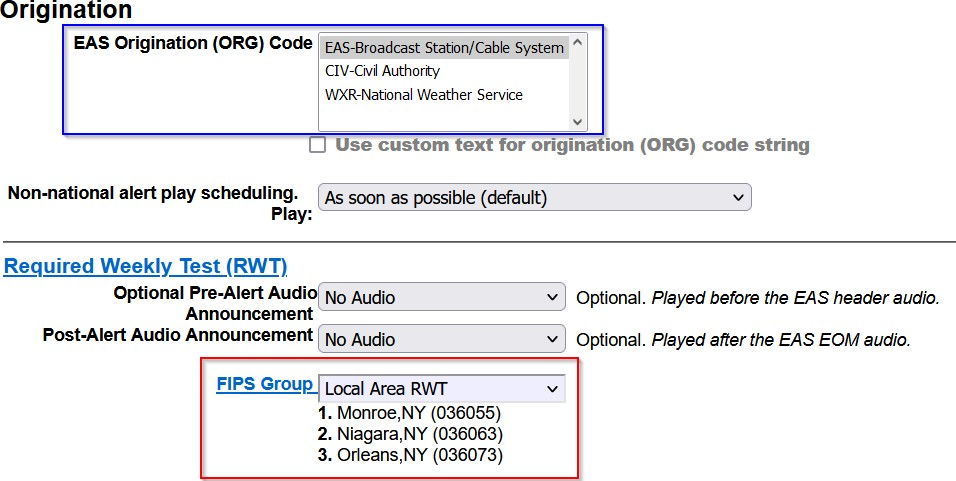 Origination
EAS Origination (ORG) Code
EAS-Broadcast Station/Cable System
CIV-Civil Authority
WXR-National Weather Service
Use custom text for origination (ORG) code string
Non-national alert play scheduling.
Play:
As soon as possible (default)
Required Weekly Test (RWT)
Optional Pre-Alert Audio
Announcement
No Audio
Optional. Played before the EAS header audio.
Post-Alert Audio Announcement
No Audio
Optional. Played after the EAS EOM audio.
FIPS Group
Local Area RWT
1. Monroe,NY (036055)
2. Niagara,NY (036063)
3. Orleans,NY (036073)